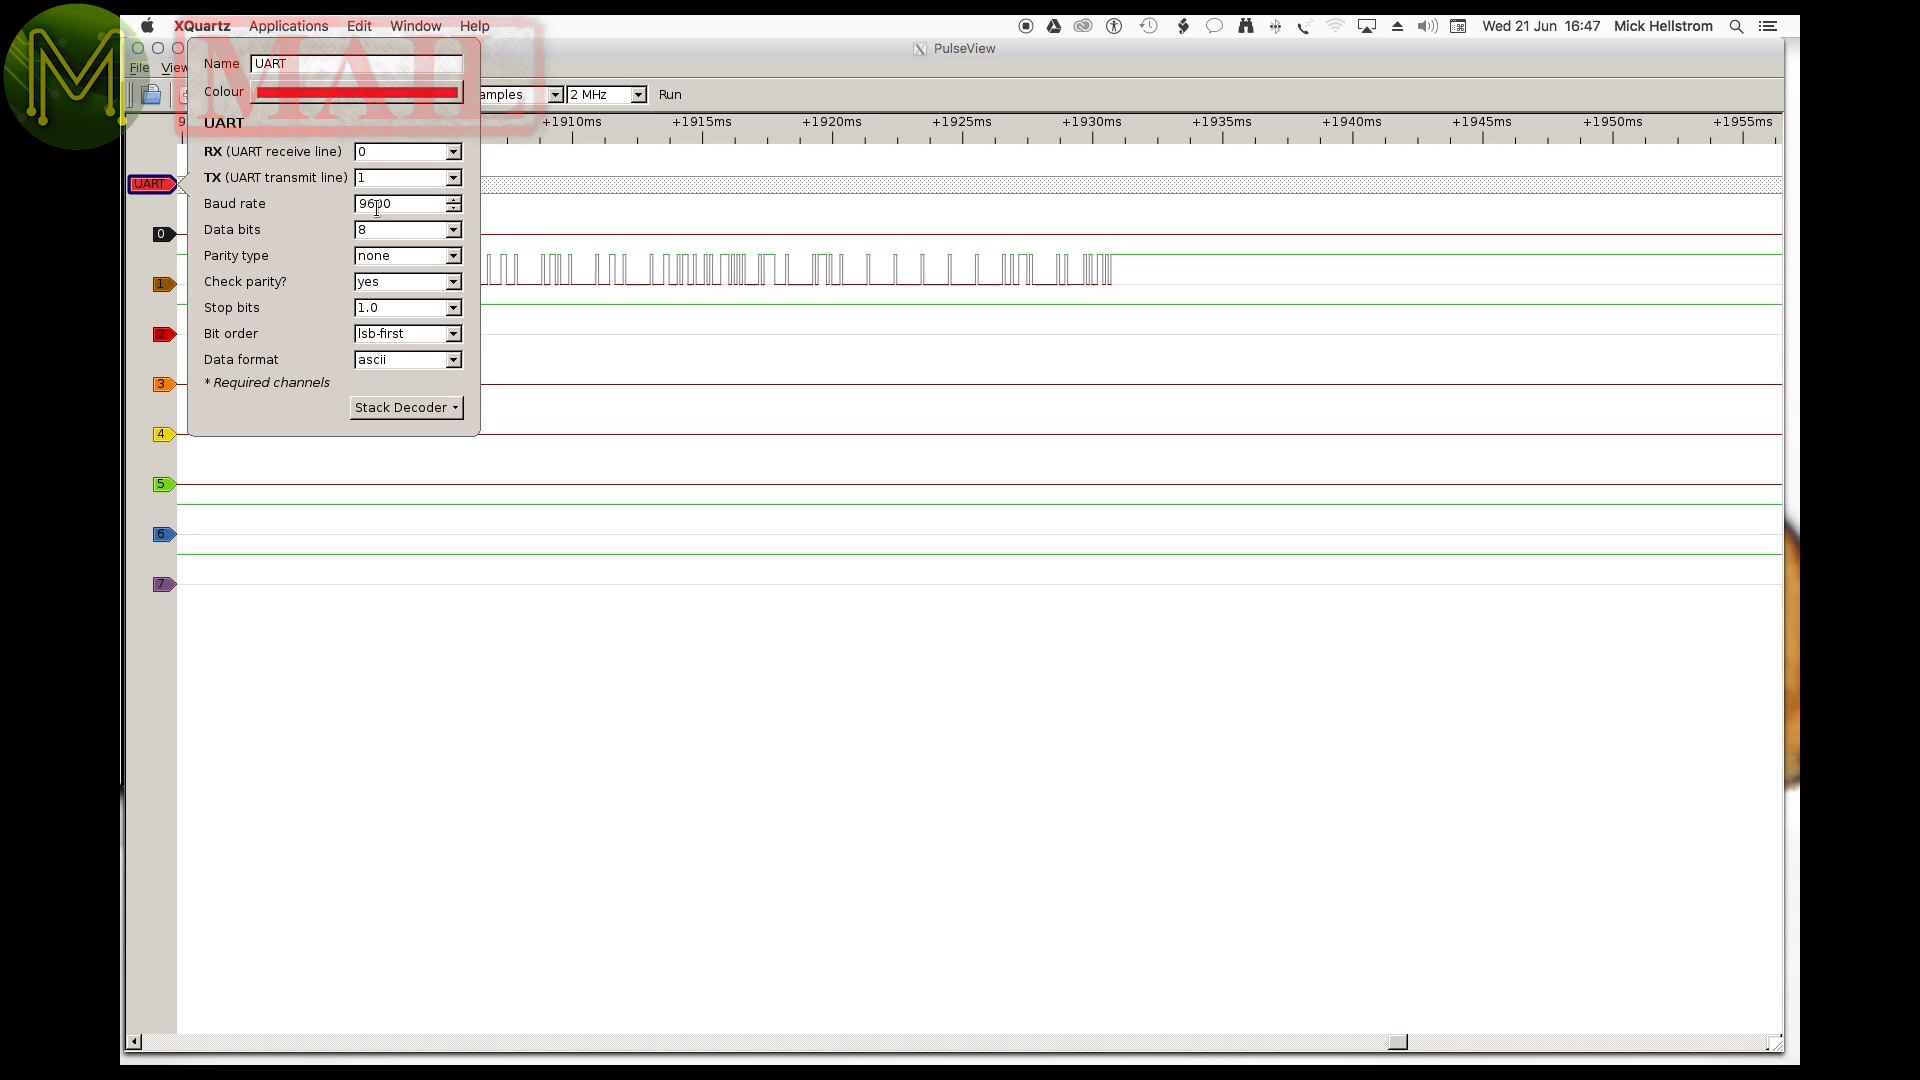 XQuartz Applications Edit Window Help Wed 21 Jun 16:47 Mick Hellstrom
M MAIL
PulseView
File View
Name UART
Colour
amples 2 MHz Run
UART
9 +1910ms +1915ms +1920ms +1925ms +1930ms +1935ms +1940ms +1945ms +1950ms +1955ms
RX (UART receive line) 0
TX (UART transmit line) 1
UART
Baud rate 9600
Data bits 8
0
Parity type none
Check parity? yes
1
Stop bits 1.0
Bit order lsb-first
2
Data format ascii
* Required channels
3
Stack Decoder
4
5
6
7